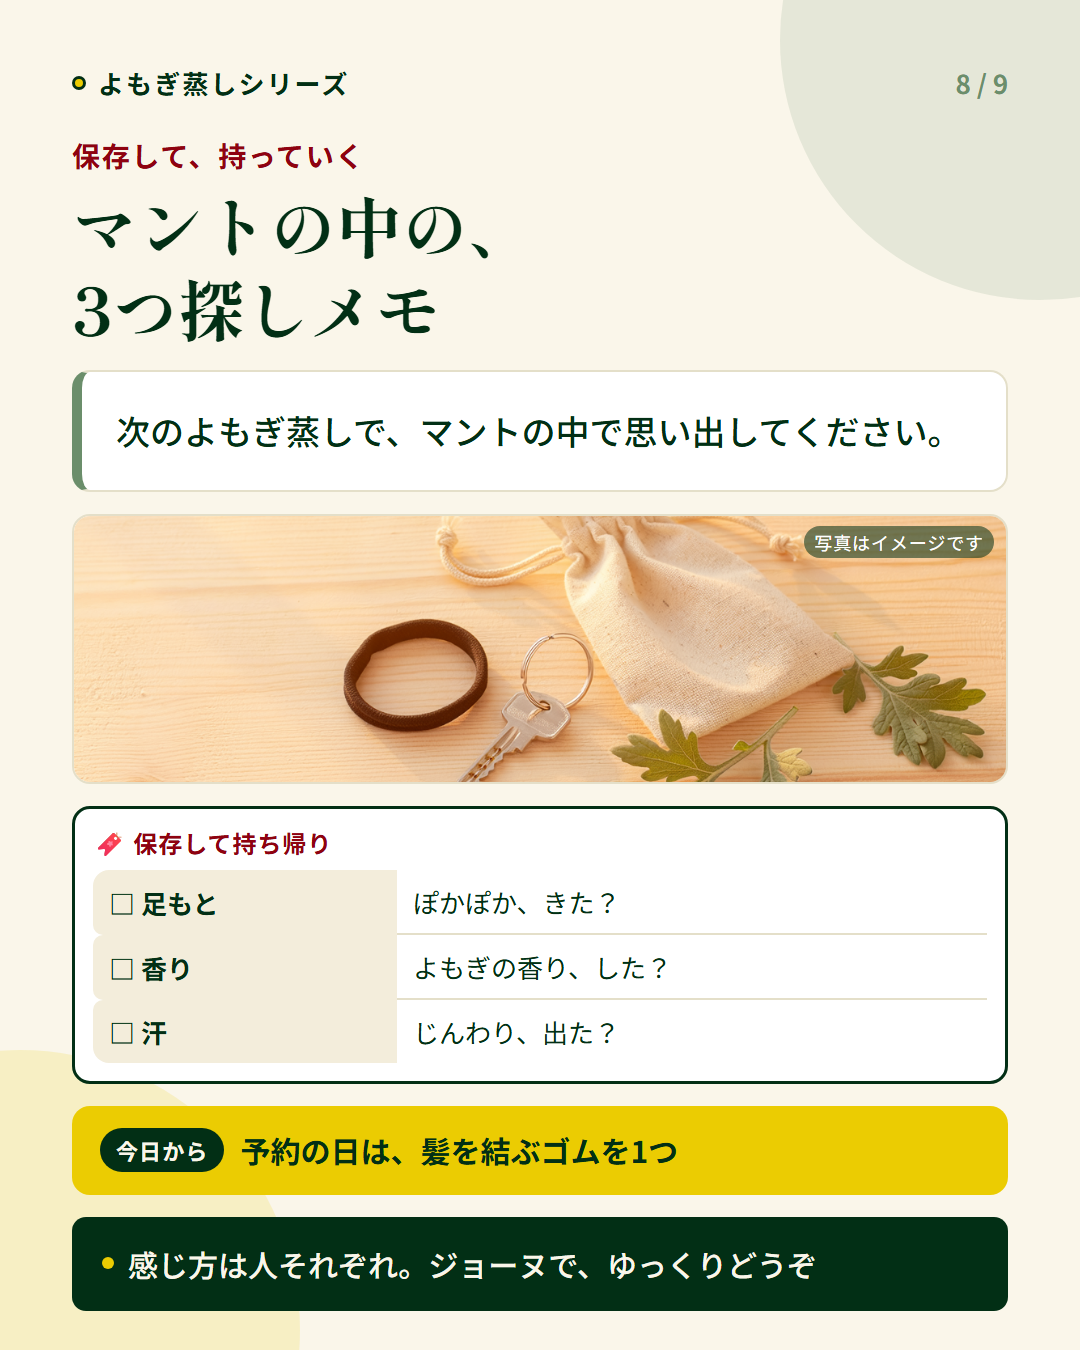 よもぎ蒸しシリーズ
8 / 9
保存して、持っていく
マントの中の、
3つ探しメモ
次のよもぎ蒸しで、マントの中で思い出してください。
写真はイメージです
保存して持ち帰り
□ 足もと
ぽかぽか、きた？
□ 香り
よもぎの香り、した？
□ 汗
じんわり、出た？
今日から
予約の日は、髪を結ぶゴムを1つ
感じ方は人それぞれ。ジョーヌで、ゆっくりどうぞ